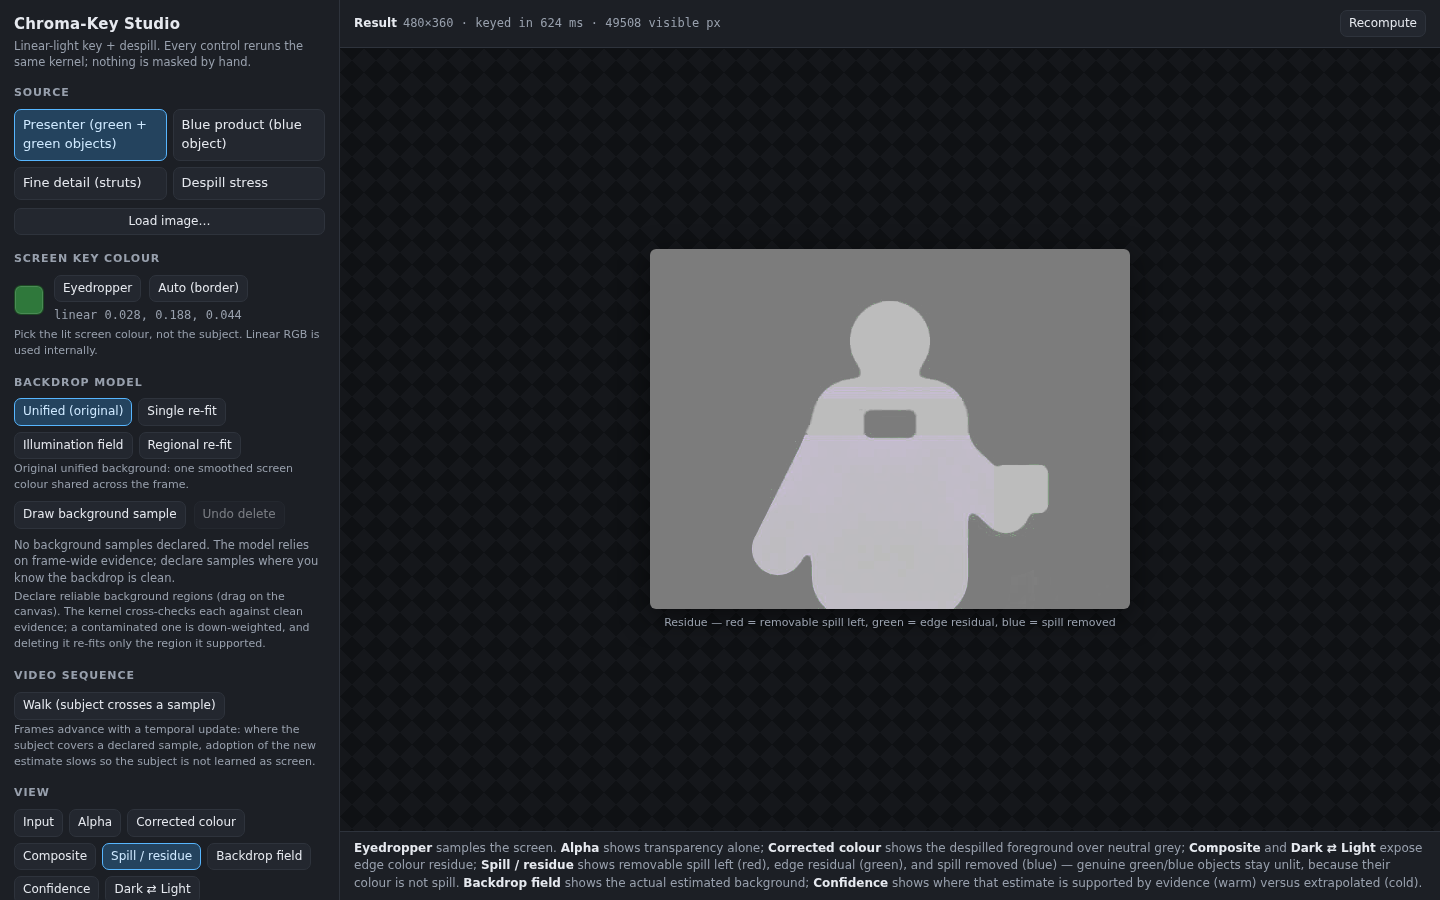 Chroma-Key Studio
Linear-light key + despill. Every control reruns the
same kernel; nothing is masked by hand.
SOURCE
Presenter (green +
green objects)
Blue product (blue
object)
Fine detail (struts)
Despill stress
Load image…
SCREEN KEY COLOUR
Eyedropper
Auto (border)
linear 0.028, 0.188, 0.044
Pick the lit screen colour, not the subject. Linear RGB is
used internally.
BACKDROP MODEL
Unified (original)
Single re-fit
Illumination field
Regional re-fit
Original unified background: one smoothed screen
colour shared across the frame.
Draw background sample
Undo delete
No background samples declared. The model relies
on frame-wide evidence; declare samples where you
know the backdrop is clean.
Declare reliable background regions (drag on the
canvas). The kernel cross-checks each against clean
evidence; a contaminated one is down-weighted, and
deleting it re-fits only the region it supported.
VIDEO SEQUENCE
Walk (subject crosses a sample)
Frames advance with a temporal update: where the
subject covers a declared sample, adoption of the new
estimate slows so the subject is not learned as screen.
VIEW
Input
Alpha
Corrected colour
Composite
Spill / residue
Backdrop field
Confidence
Dark ⇄ Light
Result 480×360 · keyed in 624 ms · 49508 visible px
Recompute
Residue — red = removable spill left, green = edge residual, blue = spill removed
Eyedropper samples the screen. Alpha shows transparency alone; Corrected colour shows the despilled foreground over neutral grey; Composite and Dark ⇄ Light expose
edge colour residue; Spill / residue shows removable spill left (red), edge residual (green), and spill removed (blue) — genuine green/blue objects stay unlit, because their
colour is not spill. Backdrop field shows the actual estimated background; Confidence shows where that estimate is supported by evidence (warm) versus extrapolated (cold).